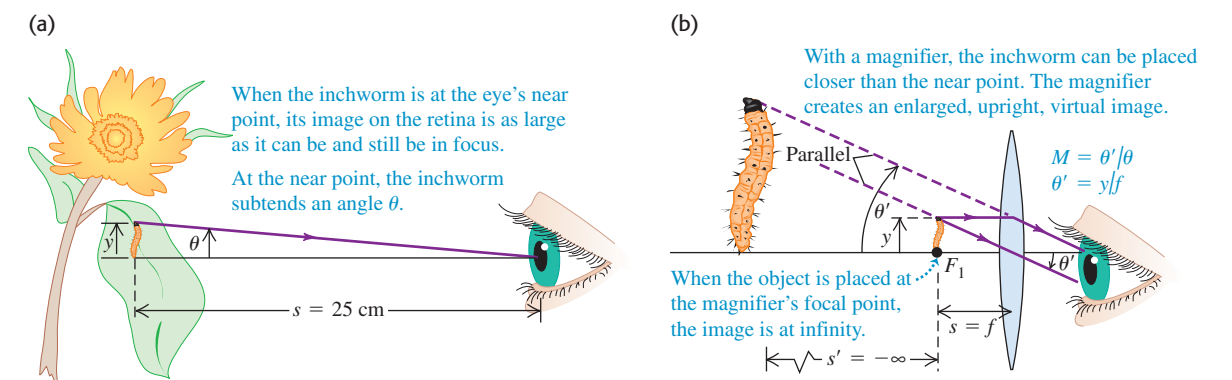 (a)
When the inchworm is at the eye's near
point, its image on the retina is as large
as it can be and still be in focus.
At the near point, the inchworm
subtends an angle θ.
y
θ
s = 25 cm
(b)
With a magnifier, the inchworm can be placed
closer than the near point. The magnifier
creates an enlarged, upright, virtual image.
Parallel
M = θ′/θ
θ′ = y/f
θ′
y
F₁
θ′
When the object is placed at
the magnifier's focal point,
the image is at infinity.
s = f
s′ = −∞